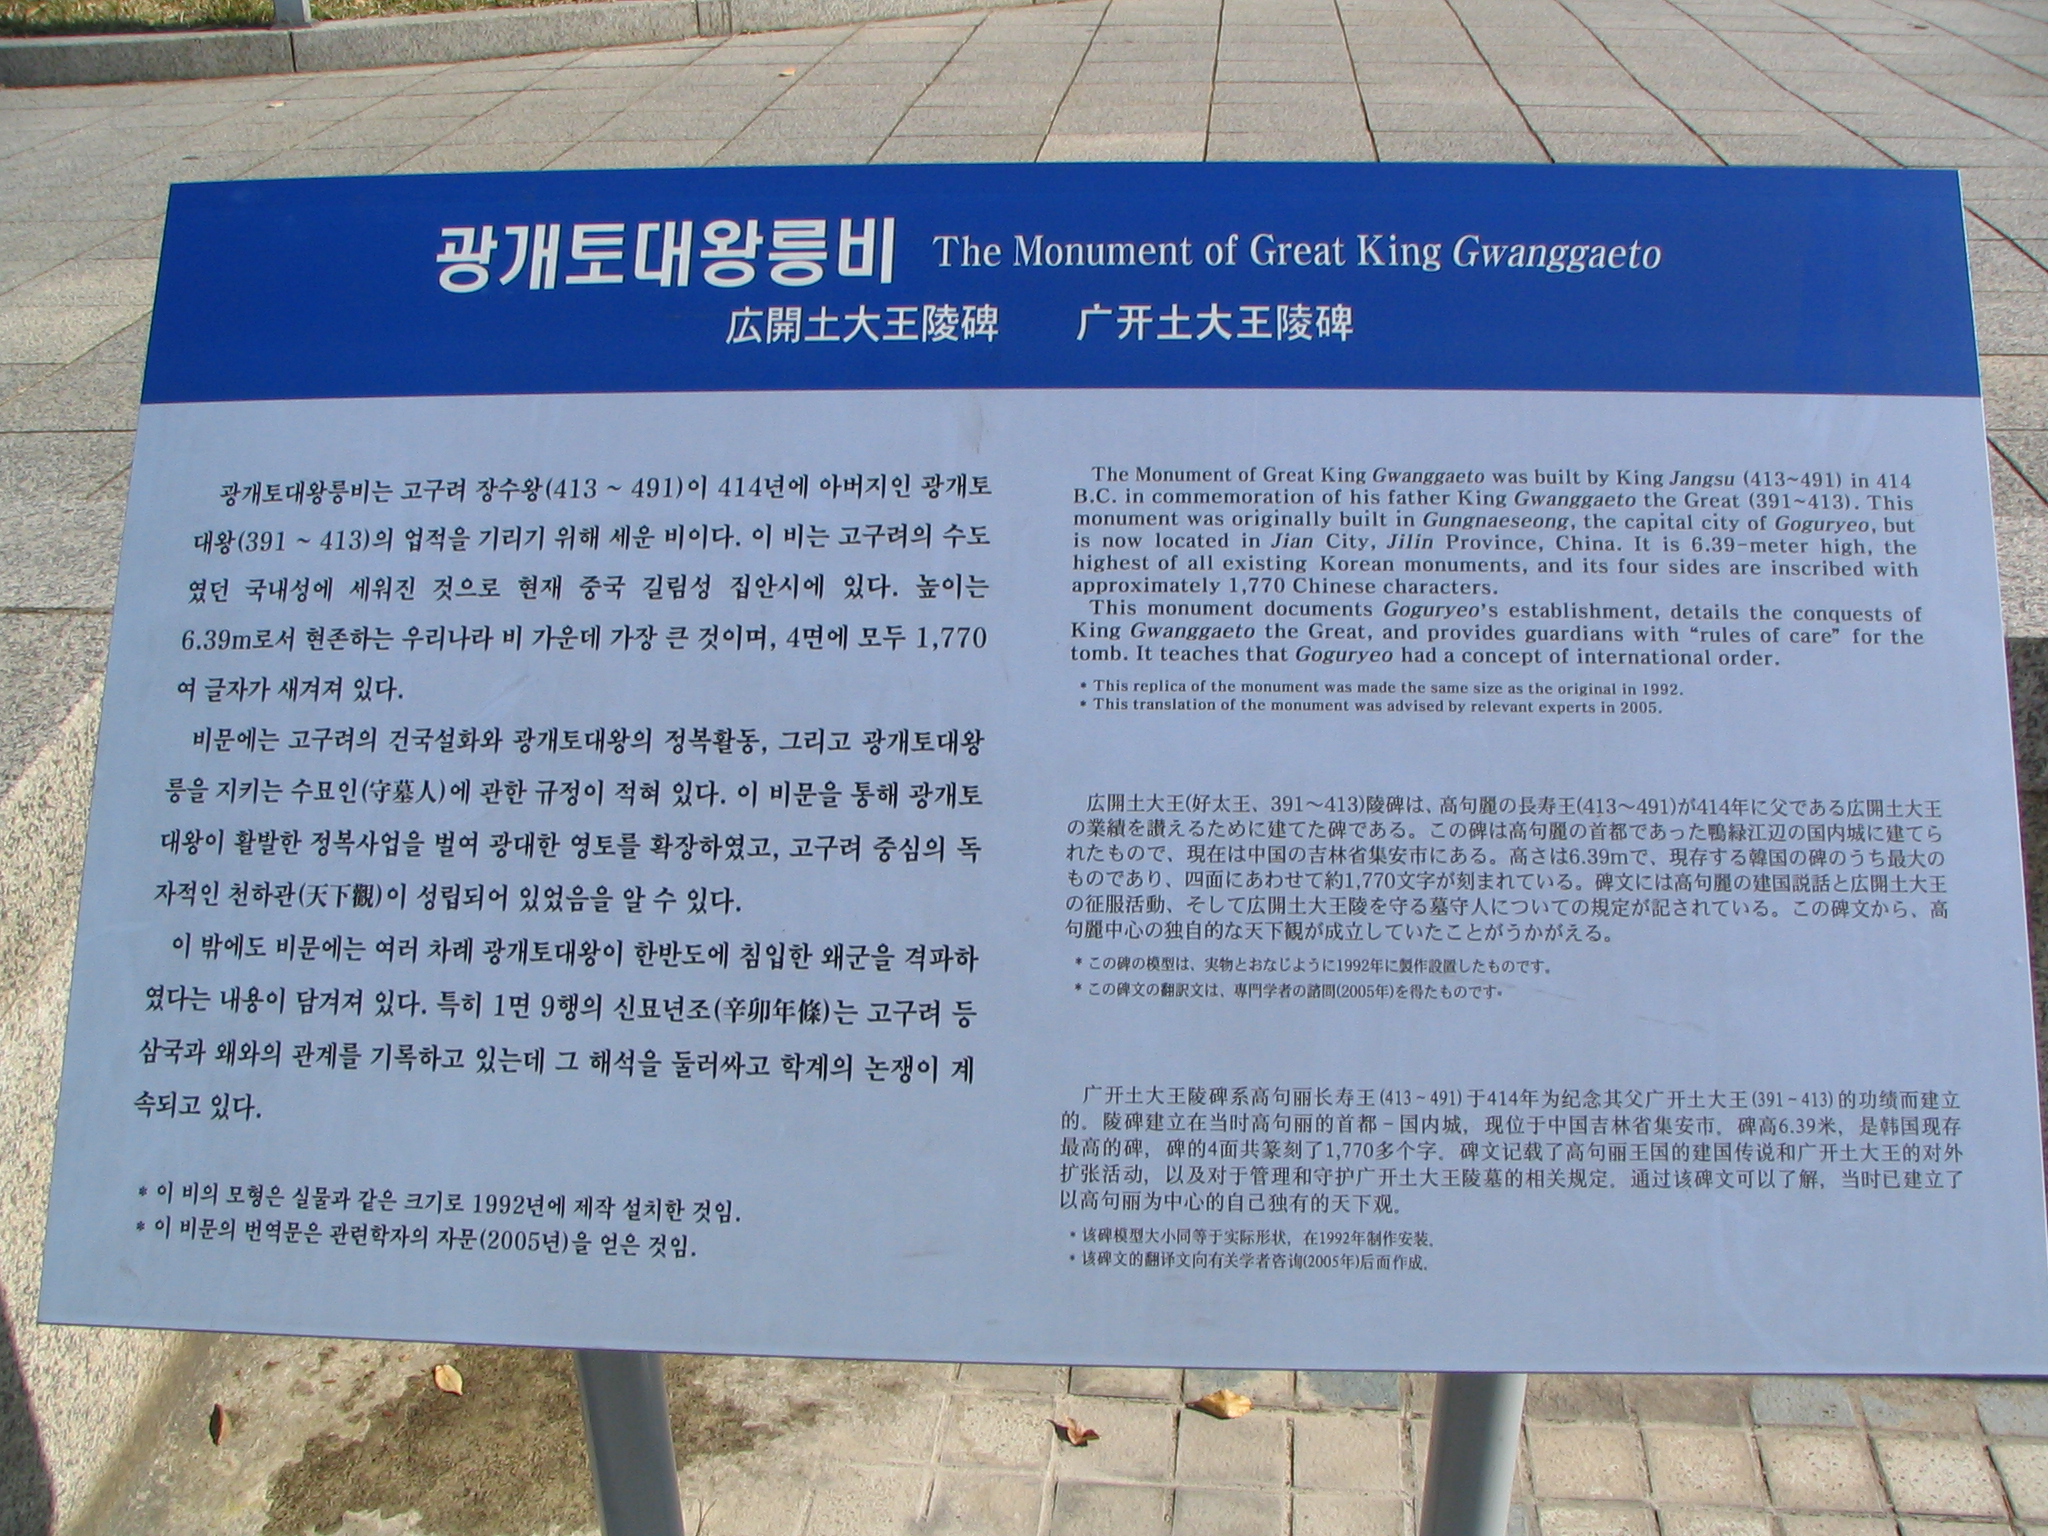 광개토대왕릉비 The Monument of Great King Gwanggaeto
広開土大王陵碑 广开土大王陵碑
광개토대왕릉비는 고구려 장수왕(413 ~ 491)이 414년에 아버지인 광개토
대왕(391 ~ 413)의 업적을 기리기 위해 세운 비이다. 이 비는 고구려의 수도
였던 국내성에 세워진 것으로 현재 중국 길림성 집안시에 있다. 높이는
6.39m로서 현존하는 우리나라 비 가운데 가장 큰 것이며, 4면에 모두 1,770
여 글자가 새겨져 있다.
비문에는 고구려의 건국설화와 광개토대왕의 정복활동, 그리고 광개토대왕
릉을 지키는 수묘인(守墓人)에 관한 규정이 적혀 있다. 이 비문을 통해 광개토
대왕이 활발한 정복사업을 벌여 광대한 영토를 확장하였고, 고구려 중심의 독
자적인 천하관(天下觀)이 성립되어 있었음을 알 수 있다.
이 밖에도 비문에는 여러 차례 광개토대왕이 한반도에 침입한 왜군을 격파하
였다는 내용이 담겨져 있다. 특히 1면 9행의 신묘년조(辛卯年條)는 고구려 등
삼국과 왜와의 관계를 기록하고 있는데 그 해석을 둘러싸고 학계의 논쟁이 계
속되고 있다.
* 이 비의 모형은 실물과 같은 크기로 1992년에 제작 설치한 것임.
* 이 비문의 번역문은 관련학자의 자문(2005년)을 얻은 것임.
The Monument of Great King Gwanggaeto was built by King Jangsu (413~491) in 414
B.C. in commemoration of his father King Gwanggaeto the Great (391~413). This
monument was originally built in Gungnaeseong, the capital city of Goguryeo, but
is now located in Jian City, Jilin Province, China. It is 6.39-meter high, the
highest of all existing Korean monuments, and its four sides are inscribed with
approximately 1,770 Chinese characters.
This monument documents Goguryeo's establishment, details the conquests of
King Gwanggaeto the Great, and provides guardians with “rules of care” for the
tomb. It teaches that Goguryeo had a concept of international order.
* This replica of the monument was made the same size as the original in 1992.
* This translation of the monument was advised by relevant experts in 2005.
広開土大王(好太王、391～413)陵碑は、高句麗の長寿王(413～491)が414年に父である広開土大王
の業績を讃えるために建てた碑である。この碑は高句麗の首都であった鴨緑江辺の国内城に建てら
れたもので、現在は中国の吉林省集安市にある。高さは6.39mで、現存する韓国の碑のうち最大の
ものであり、四面にあわせて約1,770文字が刻まれている。碑文には高句麗の建国説話と広開土大王
の征服活動、そして広開土大王陵を守る墓守人についての規定が記されている。この碑文から、高
句麗中心の独自的な天下観が成立していたことがうかがえる。
* この碑の模型は、実物とおなじように1992年に製作設置したものです。
* この碑文の翻訳文は、専門学者の諮問(2005年)を得たものです。
广开土大王陵碑系高句丽长寿王(413~491)于414年为纪念其父广开土大王(391~413)的功绩而建立
的。陵碑建立在当时高句丽的首都－国内城，现位于中国吉林省集安市。碑高6.39米，是韩国现存
最高的碑，碑的4面共篆刻了1,770多个字。碑文记载了高句丽王国的建国传说和广开土大王的对外
扩张活动，以及对于管理和守护广开土大王陵墓的相关规定。通过该碑文可以了解，当时已建立了
以高句丽为中心的自己独有的天下观。
* 该碑模型大小同等于实际形状，在1992年制作安装。
* 该碑文的翻译文向有关学者咨询(2005年)后而作成。